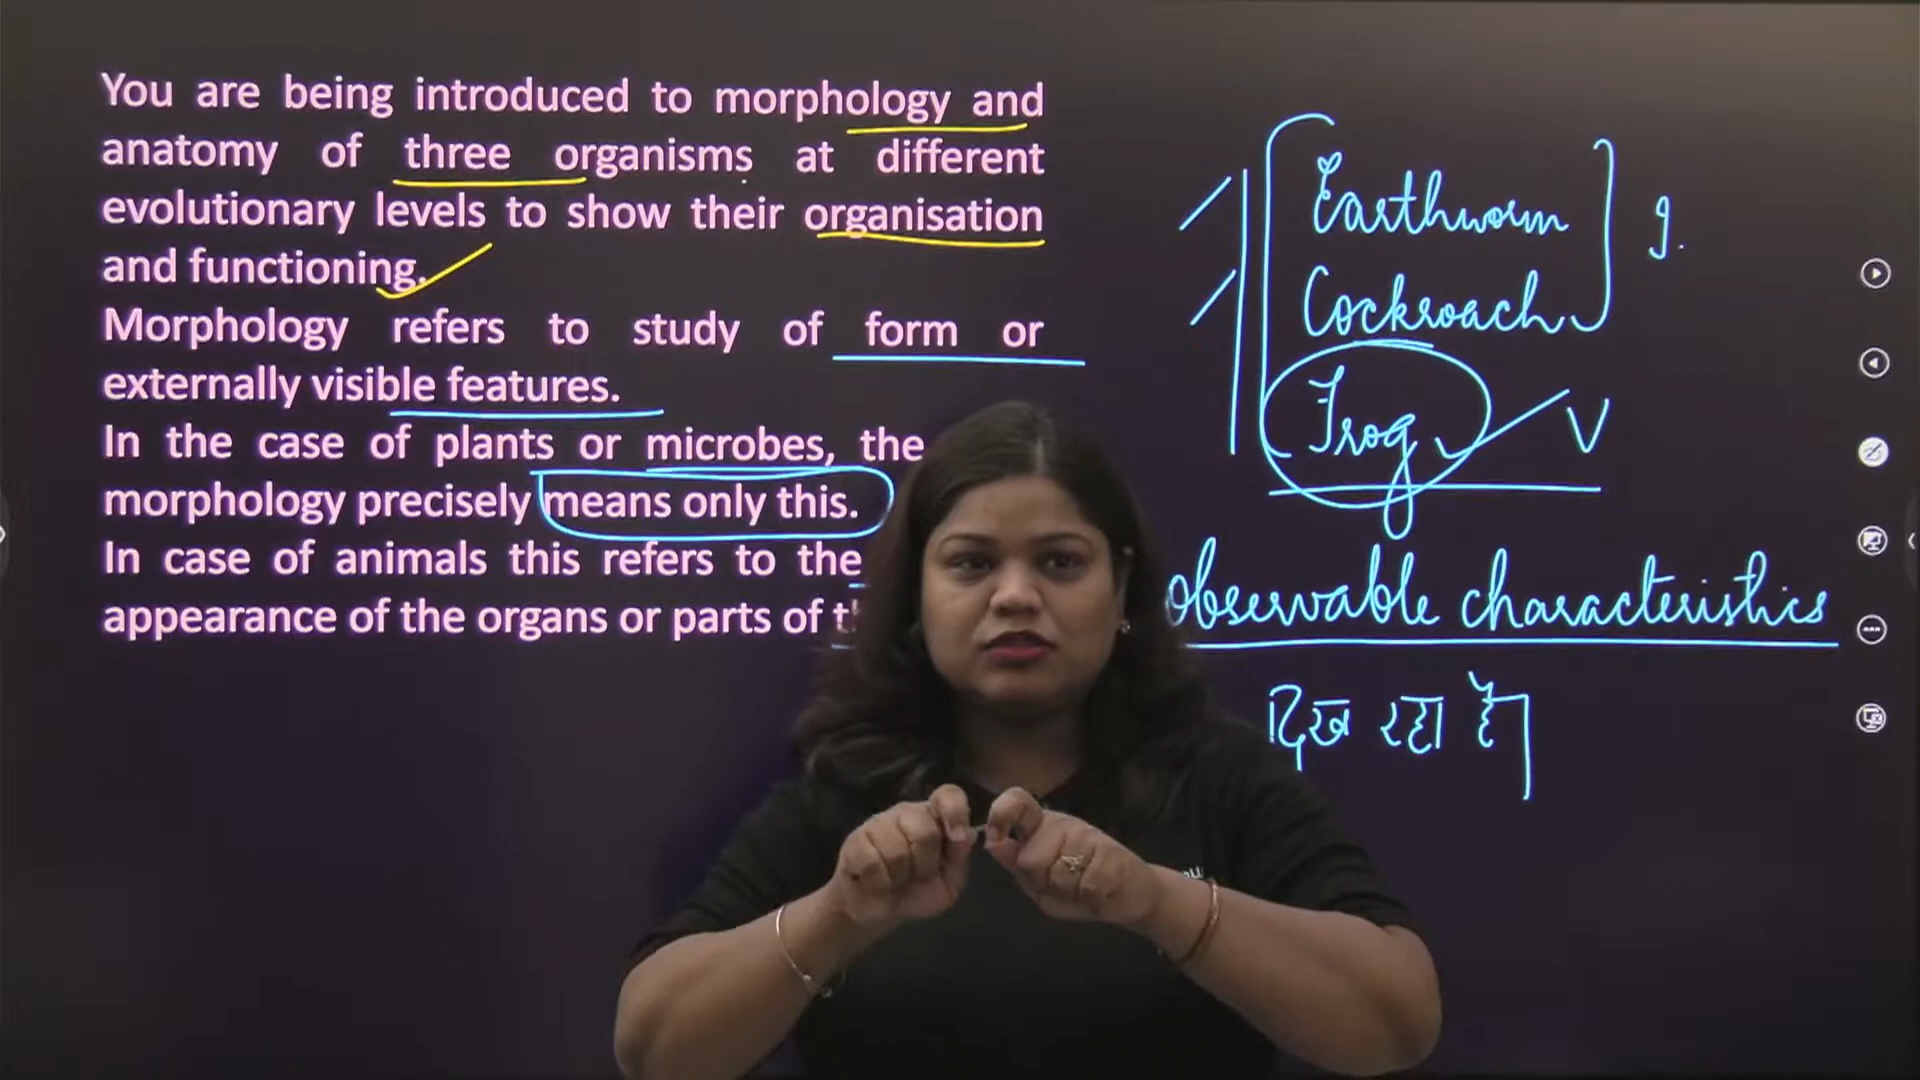 You are being introduced to morphology and
anatomy of three organisms at different
evolutionary levels to show their organisation
and functioning.
Morphology refers to study of form or
externally visible features.
In the case of plants or microbes, the
morphology precisely means only this.
In case of animals this refers to the
appearance of the organs or parts of
Earthworm
Cockroach
Frog
V
observable characteristics
दिख रहा है।